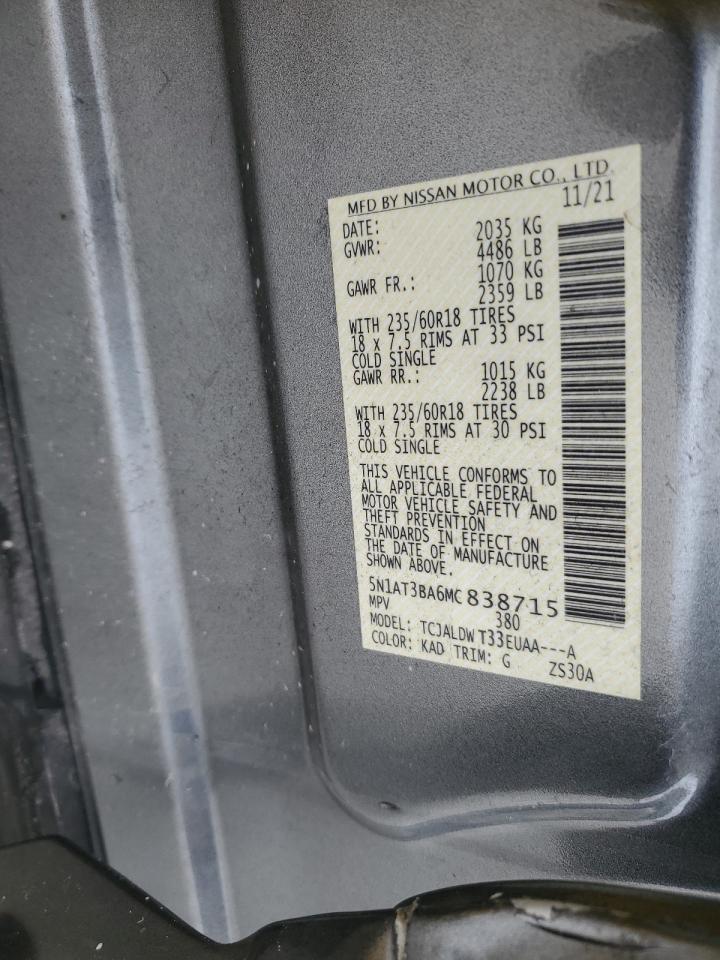 MFD BY NISSAN MOTOR CO., LTD.
DATE: 11/21
GVWR: 2035 KG
4486 LB
GAWR FR.: 1070 KG
2359 LB
WITH 235/60R18 TIRES
18 x 7.5 RIMS AT 33 PSI
COLD SINGLE
GAWR RR.: 1015 KG
2238 LB
WITH 235/60R18 TIRES
18 x 7.5 RIMS AT 30 PSI
COLD SINGLE
THIS VEHICLE CONFORMS TO
ALL APPLICABLE FEDERAL
MOTOR VEHICLE SAFETY AND
THEFT PREVENTION
STANDARDS IN EFFECT ON
THE DATE OF MANUFACTURE
SHOWN ABOVE.
5N1AT3BA6MC838715
MPV 380
MODEL: TCJALDWT33EUAA---A
COLOR: KAD TRIM: G ZS30A